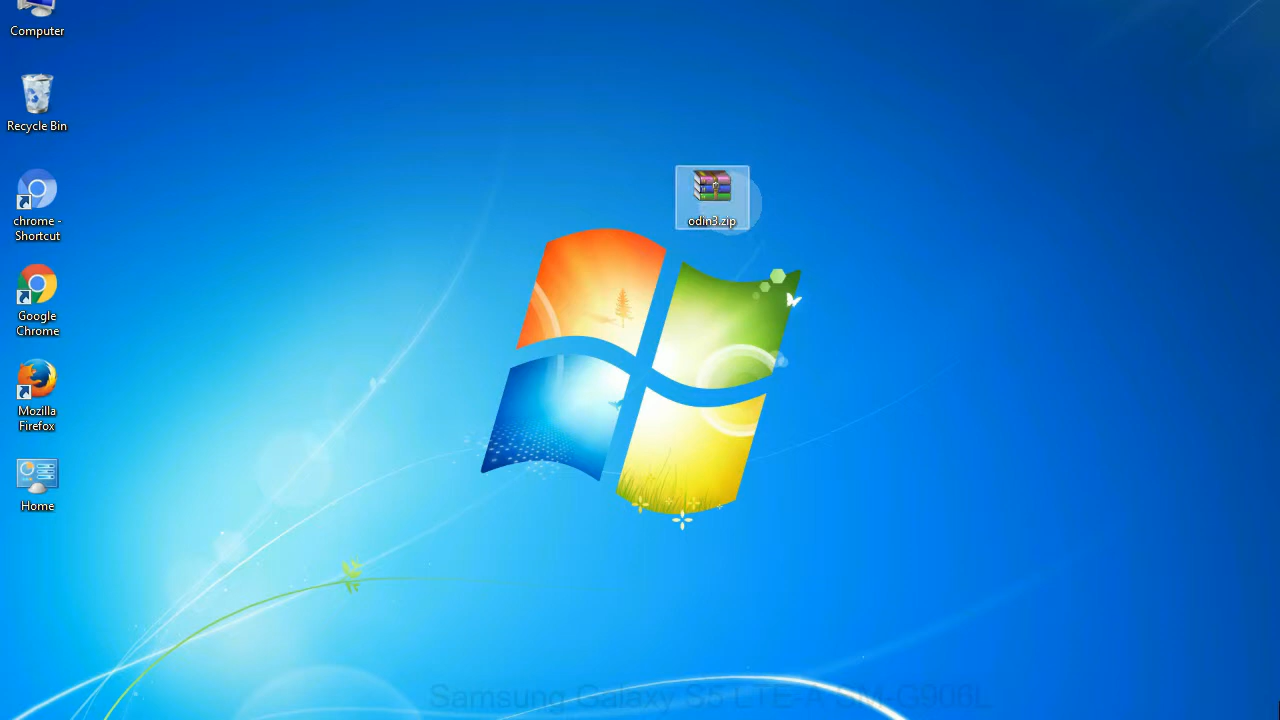 Computer
Recycle Bin
chrome -
Shortcut
Google
Chrome
Mozilla
Firefox
Home
odin3.zip
Samsung Galaxy S5 LTE-A SM-G906L